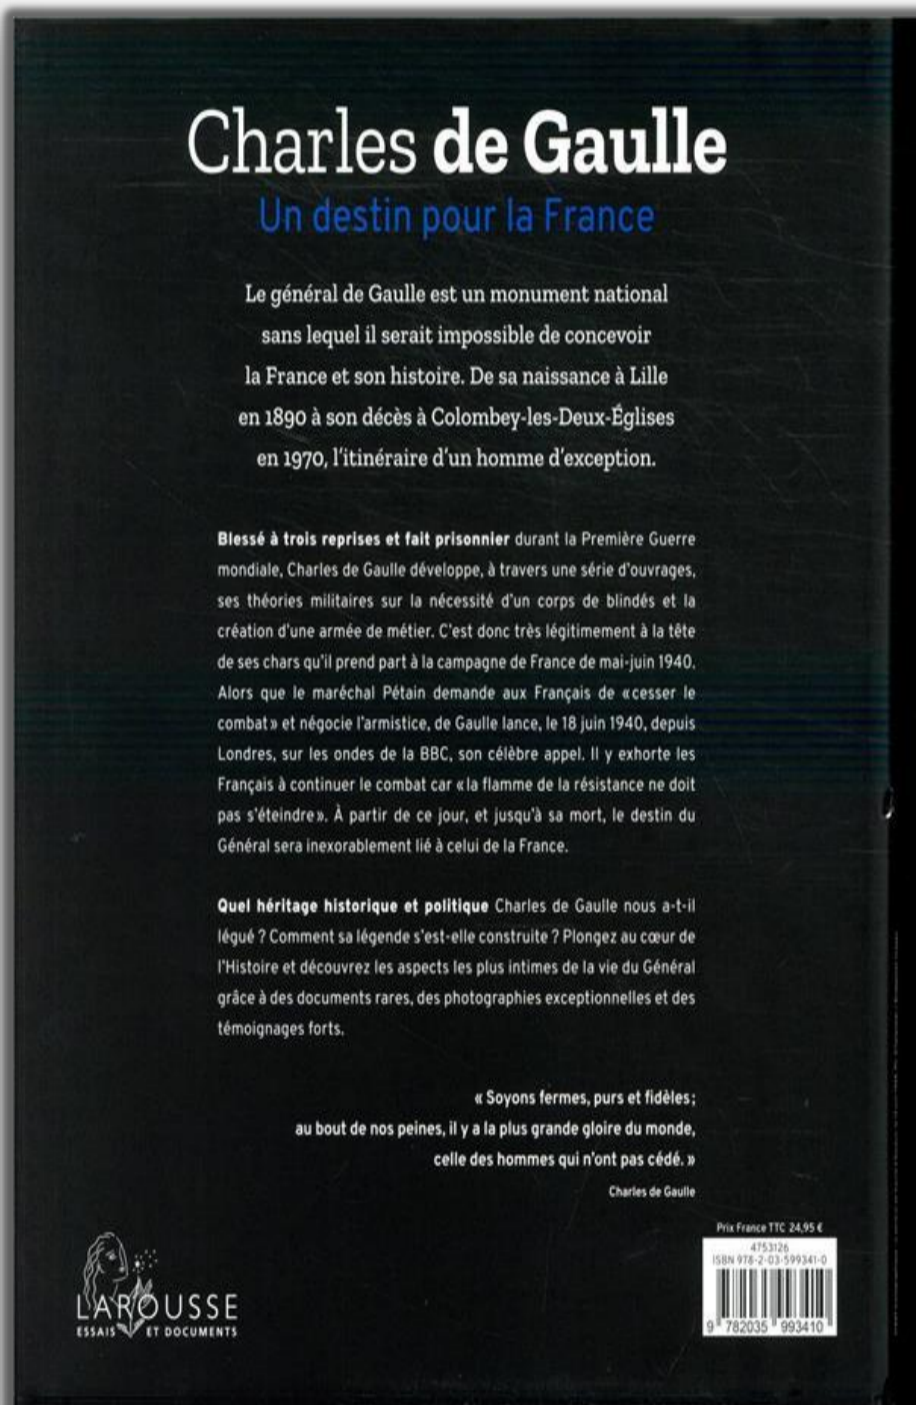 Charles de Gaulle
Un destin pour la France
Le général de Gaulle est un monument national
sans lequel il serait impossible de concevoir
la France et son histoire. De sa naissance à Lille
en 1890 à son décès à Colombey-les-Deux-Églises
en 1970, l'itinéraire d'un homme d'exception.
Blessé à trois reprises et fait prisonnier durant la Première Guerre
mondiale, Charles de Gaulle développe, à travers une série d'ouvrages,
ses théories militaires sur la nécessité d'un corps de blindés et la
création d'une armée de métier. C'est donc très légitimement à la tête
de ses chars qu'il prend part à la campagne de France de mai-juin 1940.
Alors que le maréchal Pétain demande aux Français de «cesser le
combat» et négocie l'armistice, de Gaulle lance, le 18 juin 1940, depuis
Londres, sur les ondes de la BBC, son célèbre appel. Il y exhorte les
Français à continuer le combat car «la flamme de la résistance ne doit
pas s'éteindre». À partir de ce jour, et jusqu'à sa mort, le destin du
Général sera inexorablement lié à celui de la France.
Quel héritage historique et politique Charles de Gaulle nous a-t-il
légué ? Comment sa légende s'est-elle construite ? Plongez au cœur de
l'Histoire et découvrez les aspects les plus intimes de la vie du Général
grâce à des documents rares, des photographies exceptionnelles et des
témoignages forts.
« Soyons fermes, purs et fidèles;
au bout de nos peines, il y a la plus grande gloire du monde,
celle des hommes qui n'ont pas cédé. »
Charles de Gaulle
Prix France TTC 24,95 €
4753126
ISBN 978-2-03-599341-0
9 782035 993410
LAROUSSE
ESSAIS ET DOCUMENTS